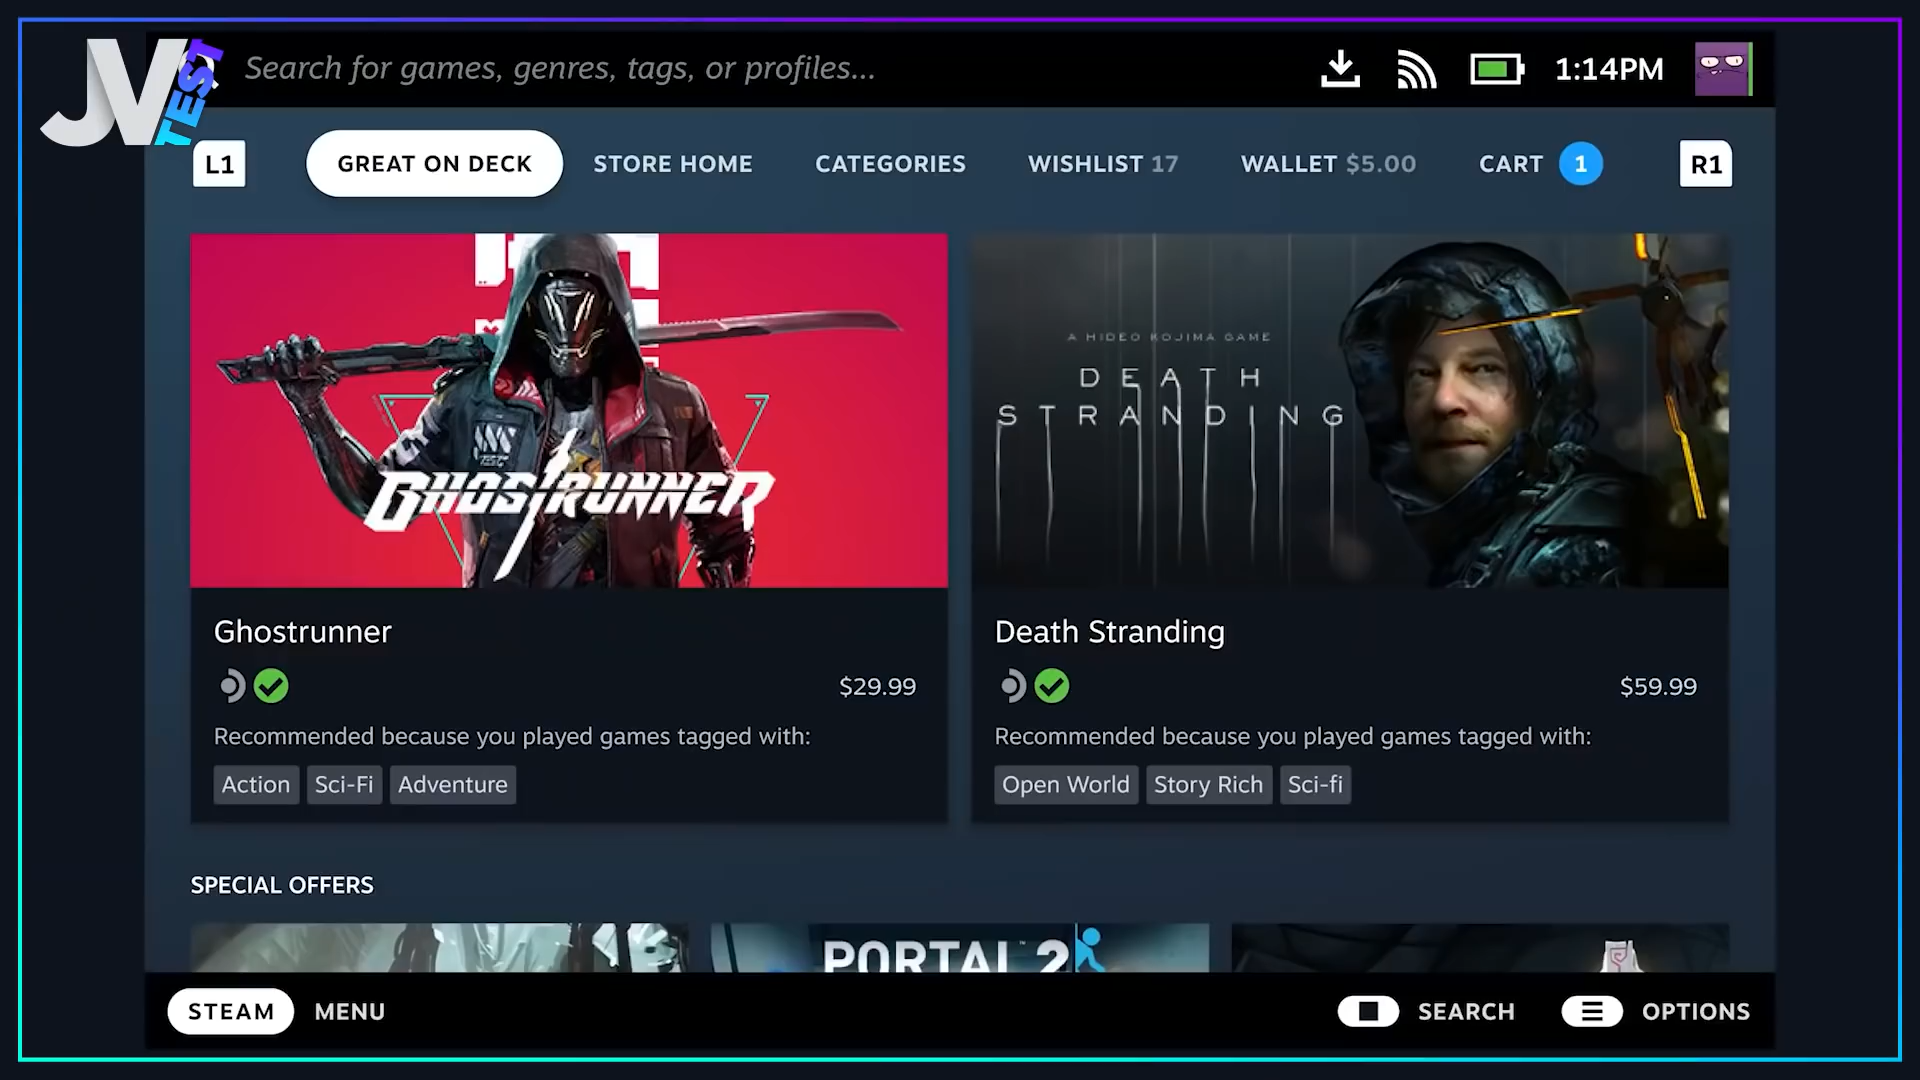 JV TEST
Search for games, genres, tags, or profiles...
1:14PM
L1
GREAT ON DECK
STORE HOME
CATEGORIES
WISHLIST 17
WALLET $5.00
CART 1
R1
GHOSTRUNNER
A HIDEO KOJIMA GAME
DEATH
STRANDING
Ghostrunner
$29.99
Recommended because you played games tagged with:
Action Sci-Fi Adventure
Death Stranding
$59.99
Recommended because you played games tagged with:
Open World Story Rich Sci-fi
SPECIAL OFFERS
PORTAL 2
STEAM MENU
SEARCH
OPTIONS